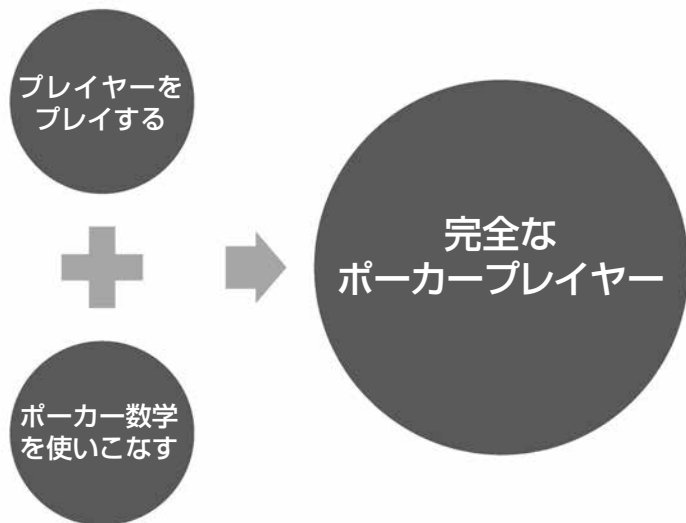 プレイヤーを
プレイする
ポーカー数学
を使いこなす
完全な
ポーカープレイヤー